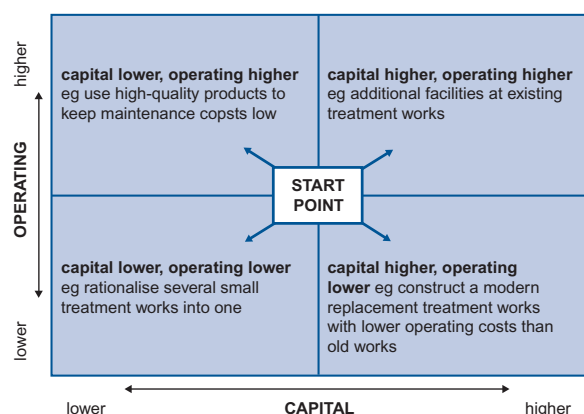 higher
OPERATING
lower
capital lower, operating higher
eg use high-quality products to
keep maintenance copsts low
capital higher, operating higher
eg additional facilities at existing
treatment works
START
POINT
capital lower, operating lower
eg rationalise several small
treatment works into one
capital higher, operating
lower eg construct a modern
replacement treatment works
with lower operating costs than
old works
lower
CAPITAL
higher